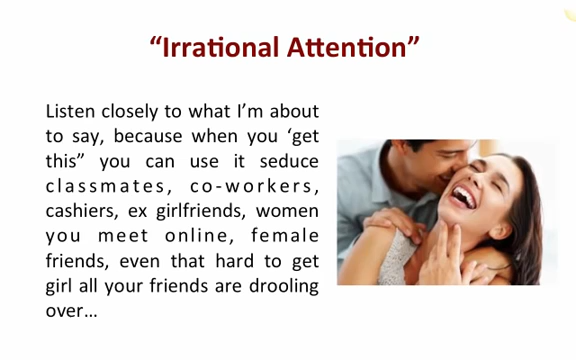 “Irrational Attention”
Listen closely to what I’m about
to say, because when you ‘get
this” you can use it seduce
classmates, co-workers,
cashiers, ex girlfriends, women
you meet online, female
friends, even that hard to get
girl all your friends are drooling
over…